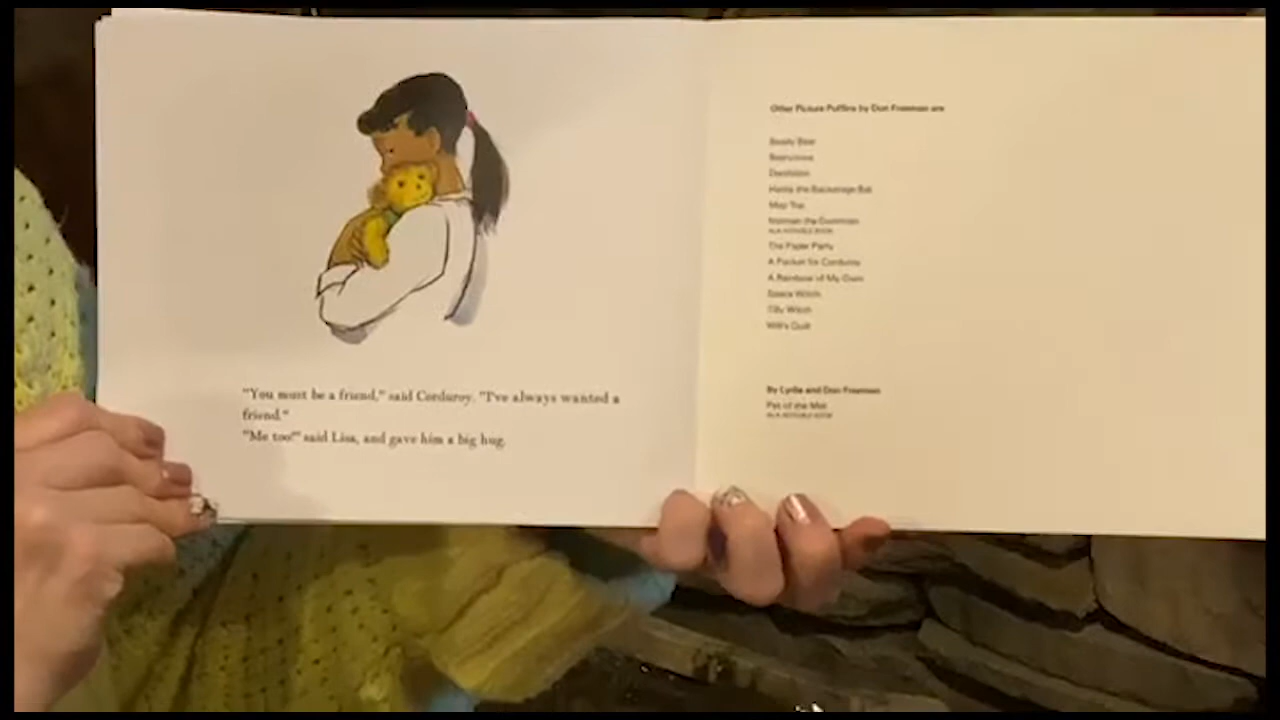 "You must be a friend," said Corduroy. "I've always wanted a
friend."
"Me too!" said Lisa, and gave him a big hug.
Other Picture Puffins by Don Freeman are
Beady Bear
Bearymore
Dandelion
Hattie the Backstage Bat
Mop Top
Norman the Doorman
The Paper Party
A Pocket for Corduroy
A Rainbow of My Own
Space Witch
Tilly Witch
Will's Quill
By Lydia and Don Freeman
Pet of the Met